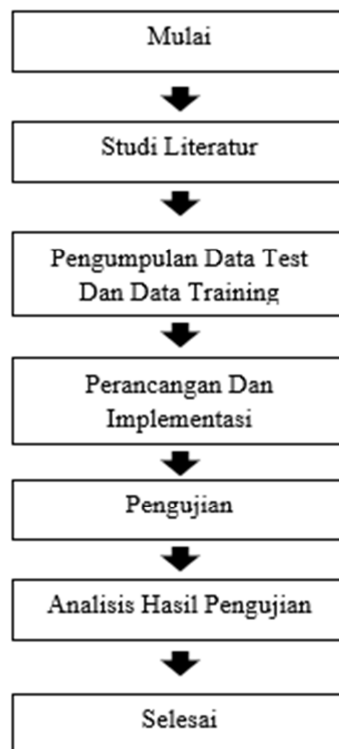 Mulai
Studi Literatur
Pengumpulan Data Test
Dan Data Training
Perancangan Dan
Implementasi
Pengujian
Analisis Hasil Pengujian
Selesai